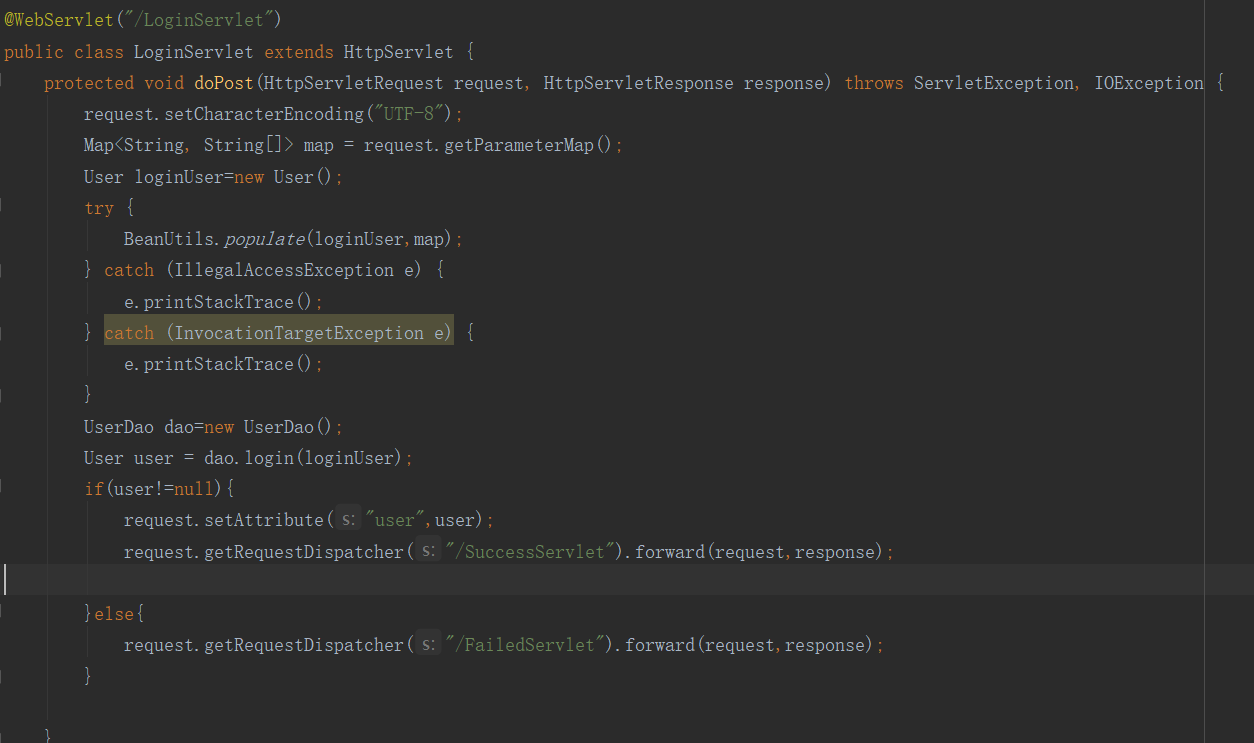 @WebServlet("/LoginServlet")
public class LoginServlet extends HttpServlet {
protected void doPost(HttpServletRequest request, HttpServletResponse response) throws ServletException, IOException {
request.setCharacterEncoding("UTF-8");
Map<String, String[]> map = request.getParameterMap();
User loginUser=new User();
try {
BeanUtils.populate(loginUser,map);
} catch (IllegalAccessException e) {
e.printStackTrace();
} catch (InvocationTargetException e) {
e.printStackTrace();
}
UserDao dao=new UserDao();
User user = dao.login(loginUser);
if(user!=null){
request.setAttribute( s: "user",user);
request.getRequestDispatcher( s: "/SuccessServlet").forward(request,response);
}else{
request.getRequestDispatcher( s: "/FailedServlet").forward(request,response);
}
}